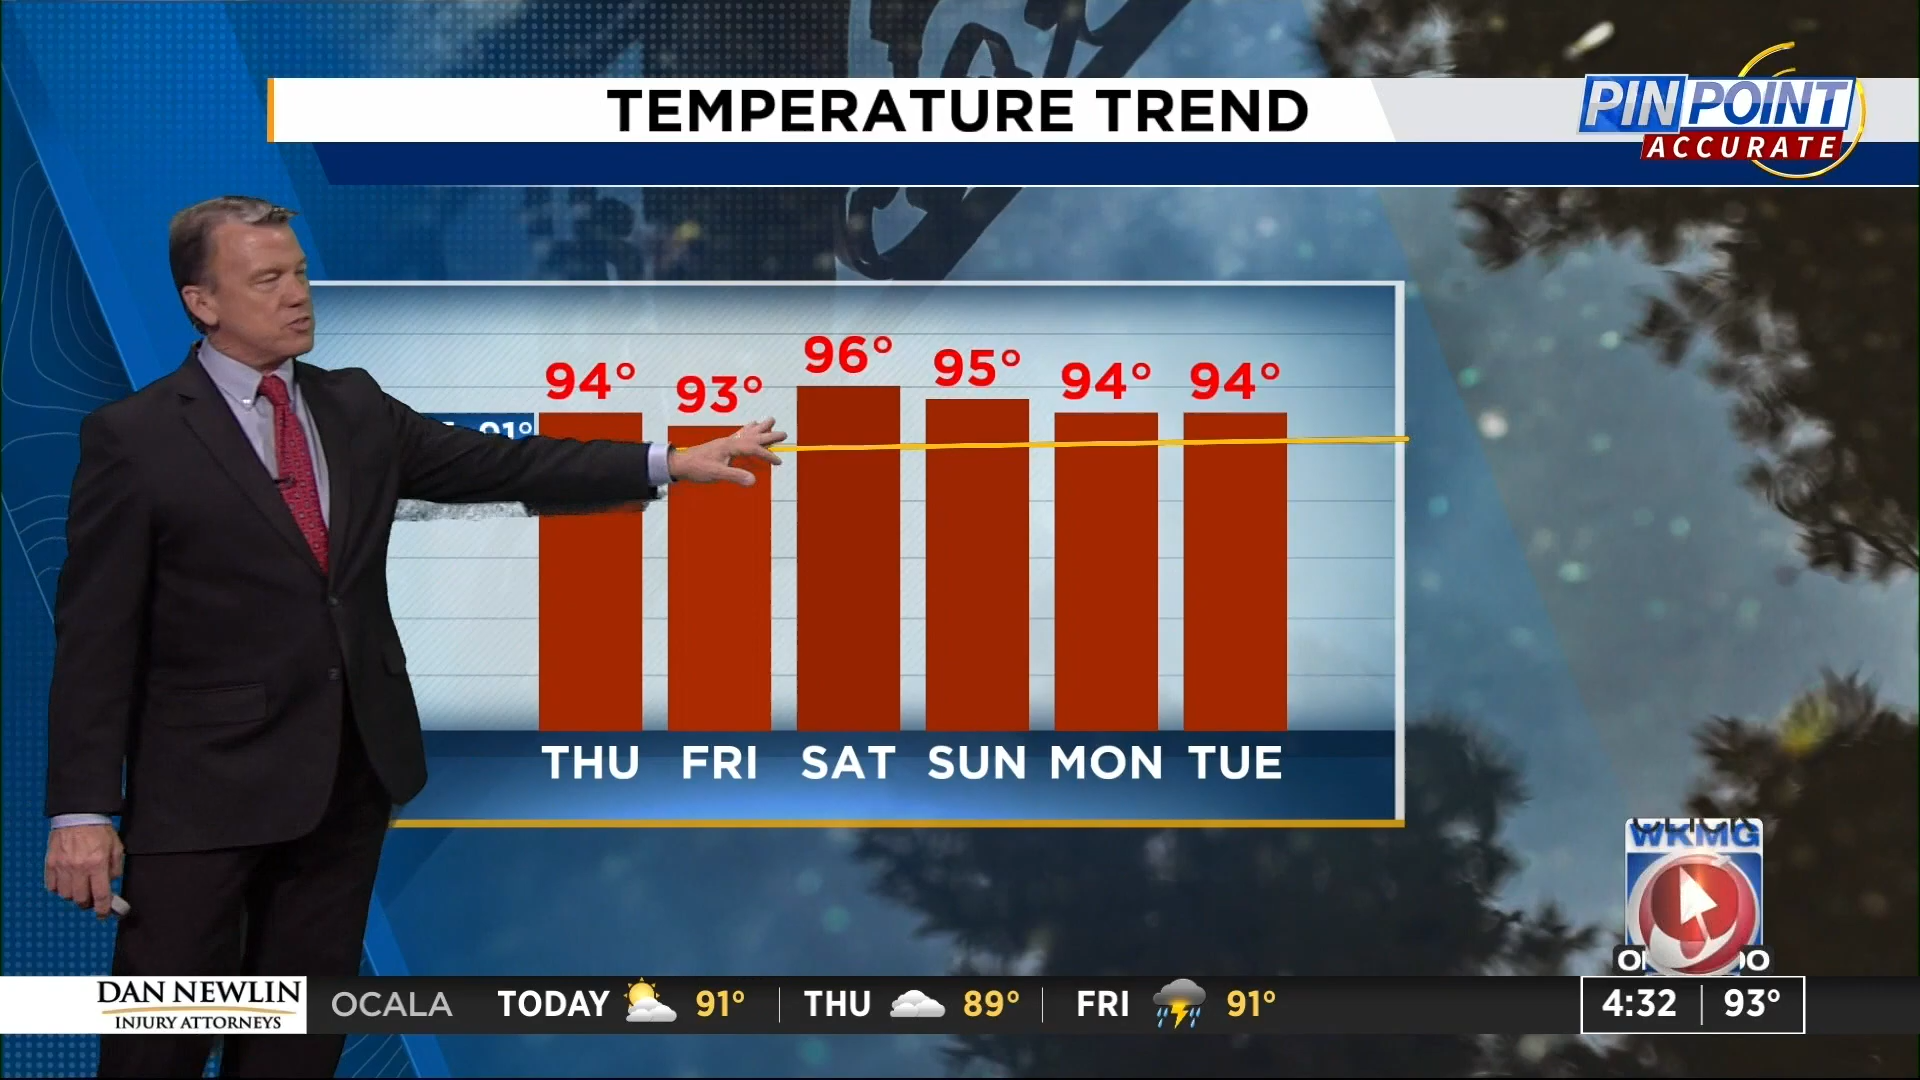 TEMPERATURE TREND
PINPOINT
ACCURATE
94° 93° 96° 95° 94° 94°
91°
THU FRI SAT SUN MON TUE
WKMG
DAN NEWLIN
INJURY ATTORNEYS
OCALA TODAY 91° THU 89° FRI 91°
4:32 93°